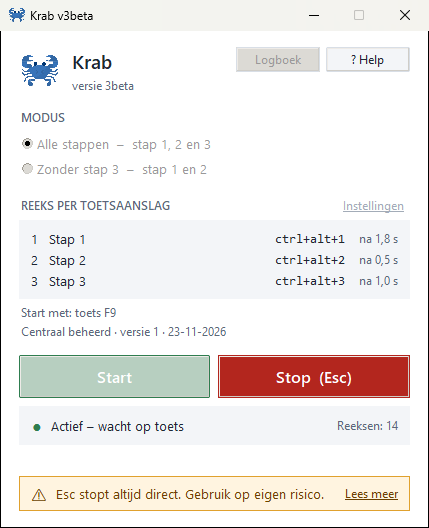 Krab v3beta
Krab
versie 3beta
Logboek
? Help
MODUS
Alle stappen – stap 1, 2 en 3
Zonder stap 3 – stap 1 en 2
REEKS PER TOETSAANSLAG
Instellingen
1 Stap 1 ctrl+alt+1 na 1,8 s
2 Stap 2 ctrl+alt+2 na 0,5 s
3 Stap 3 ctrl+alt+3 na 1,0 s
Start met: toets F9
Centraal beheerd · versie 1 · 23-11-2026
Start
Stop (Esc)
Actief – wacht op toets
Reeksen: 14
Esc stopt altijd direct. Gebruik op eigen risico.
Lees meer